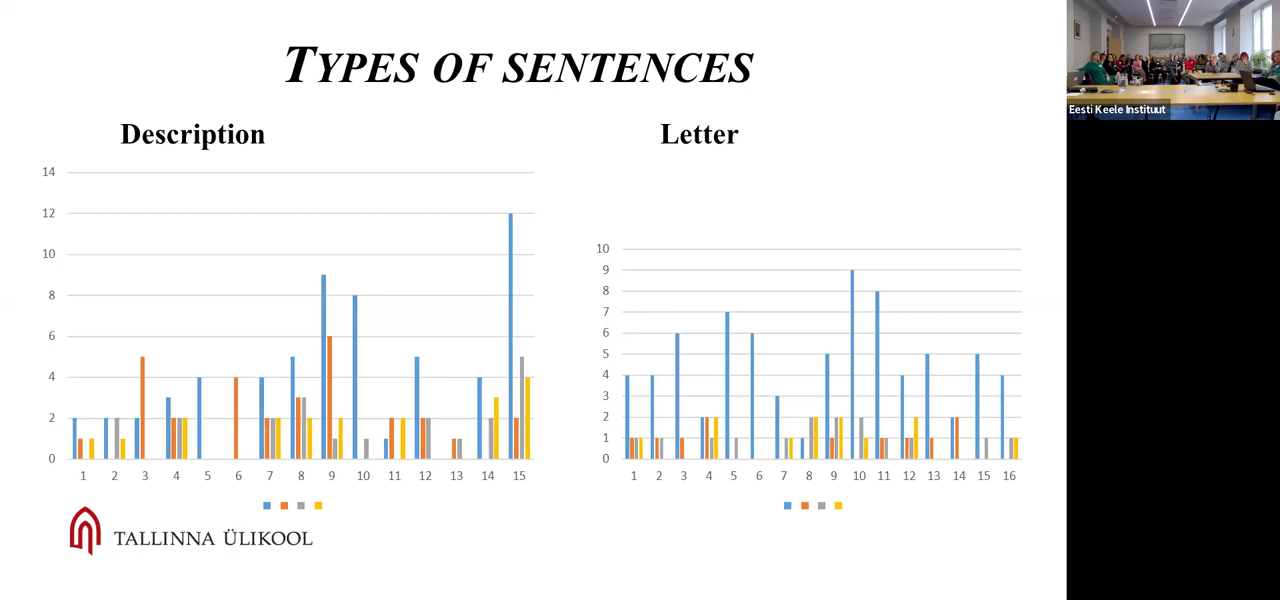 TYPES OF SENTENCES
Description
Letter
14
12
10
8
6
4
2
0
1 2 3 4 5 6 7 8 9 10 11 12 13 14 15
10
9
8
7
6
5
4
3
2
1
0
1 2 3 4 5 6 7 8 9 10 11 12 13 14 15 16
TALLINNA ÜLIKOOL
Eesti Keele Instituut